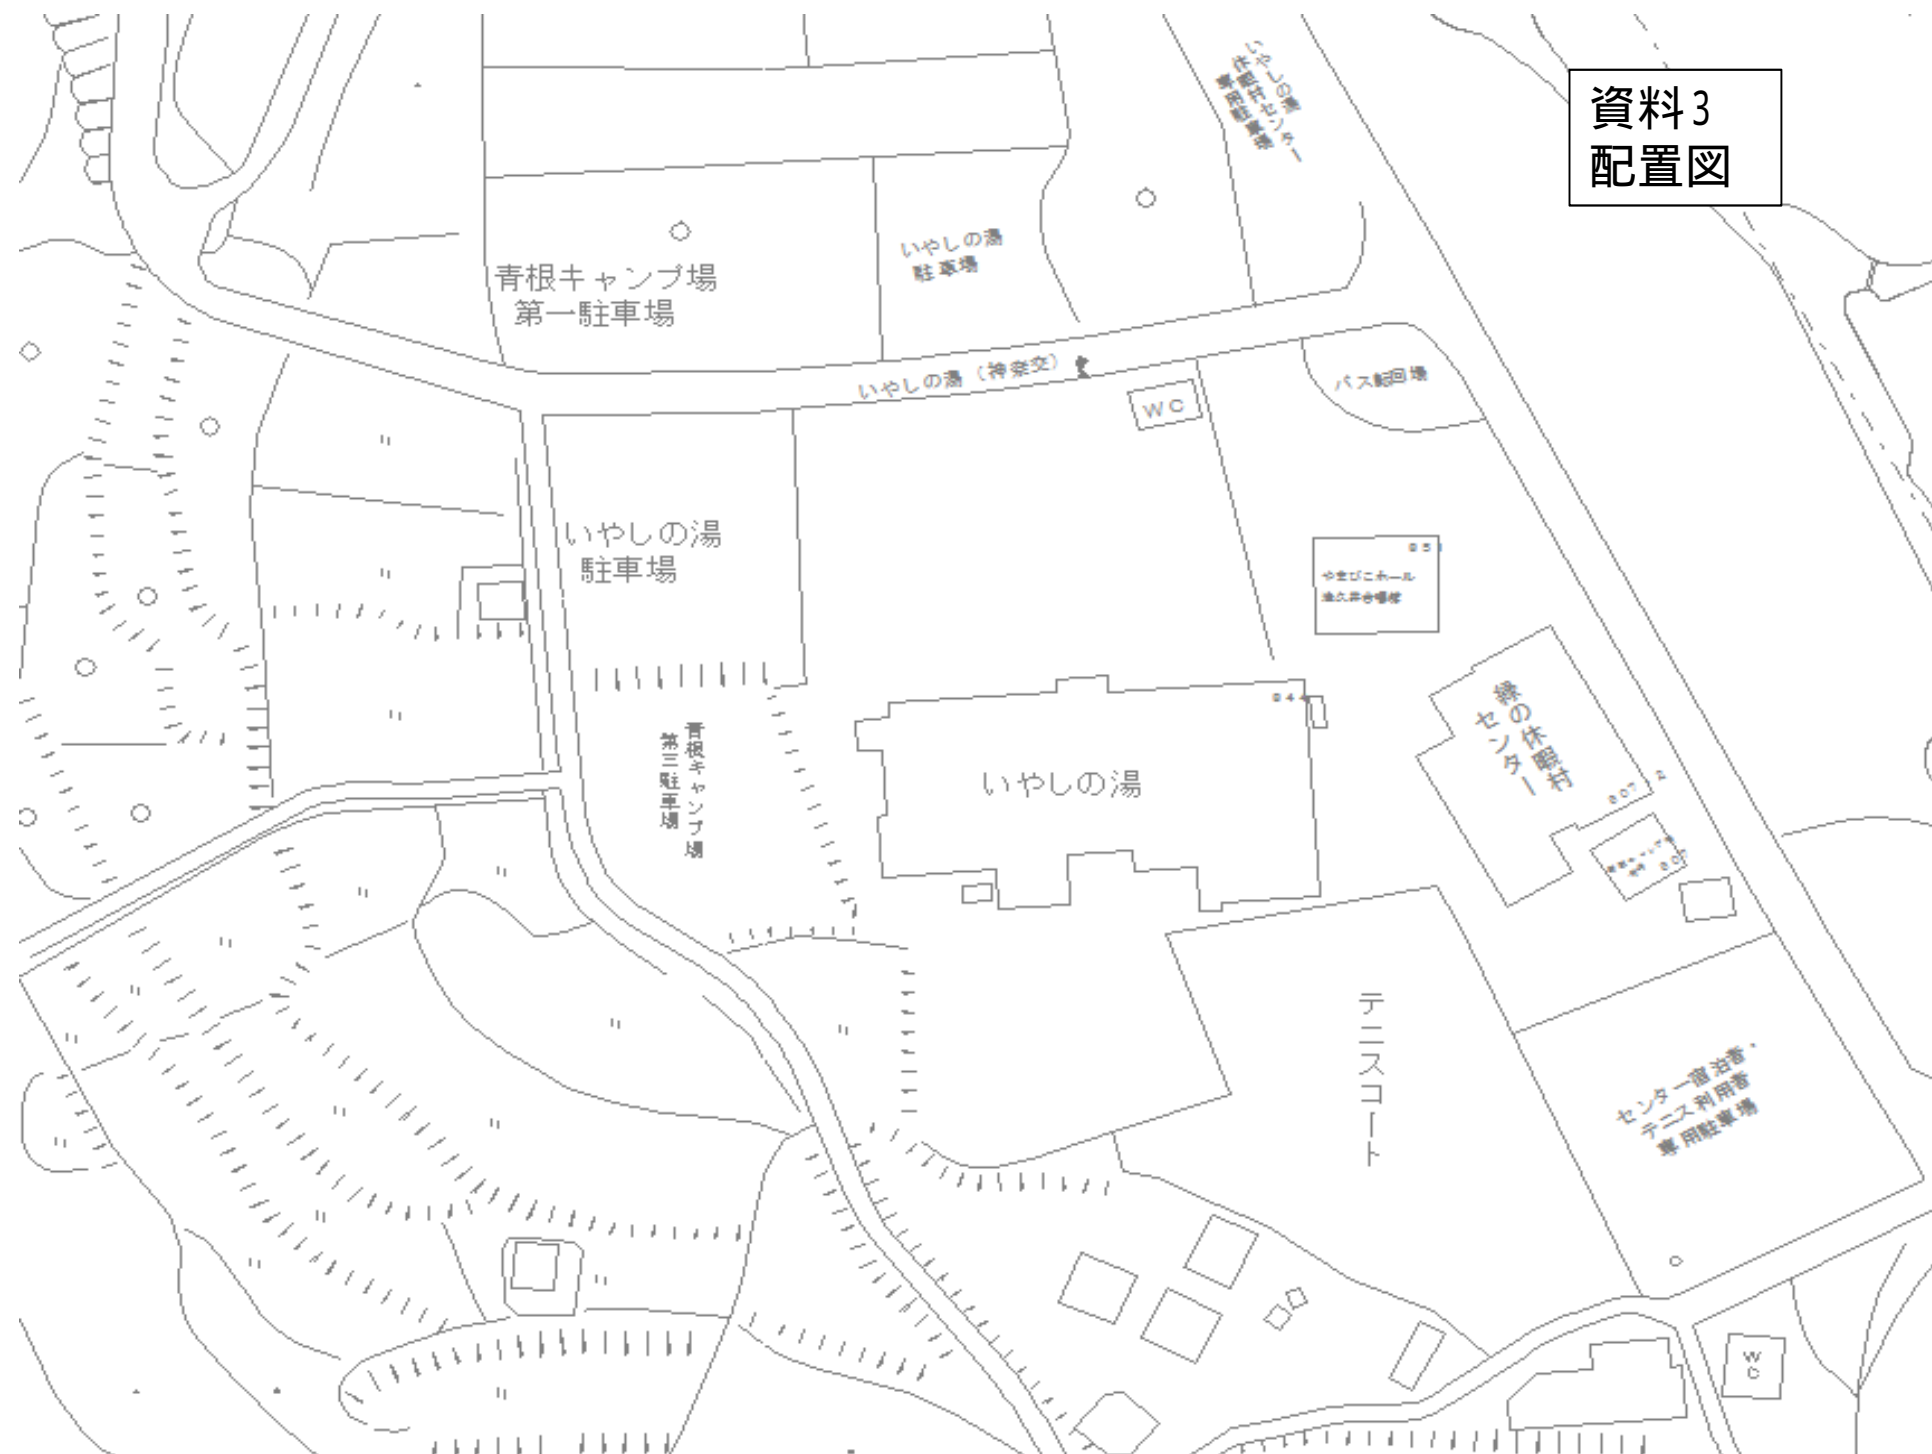 資料3
配置図
いやしの湯
休暇村センター
専用駐車場
青根キャンプ場
第一駐車場
いやしの湯
駐車場
いやしの湯（神奈交）
WC
バス転回場
いやしの湯
駐車場
やまびこホール
青根キャンプ場
第三駐車場
044
いやしの湯
緑の休暇村
センター
テニスコート
センター宿泊者・
テニス利用者
専用駐車場
WC